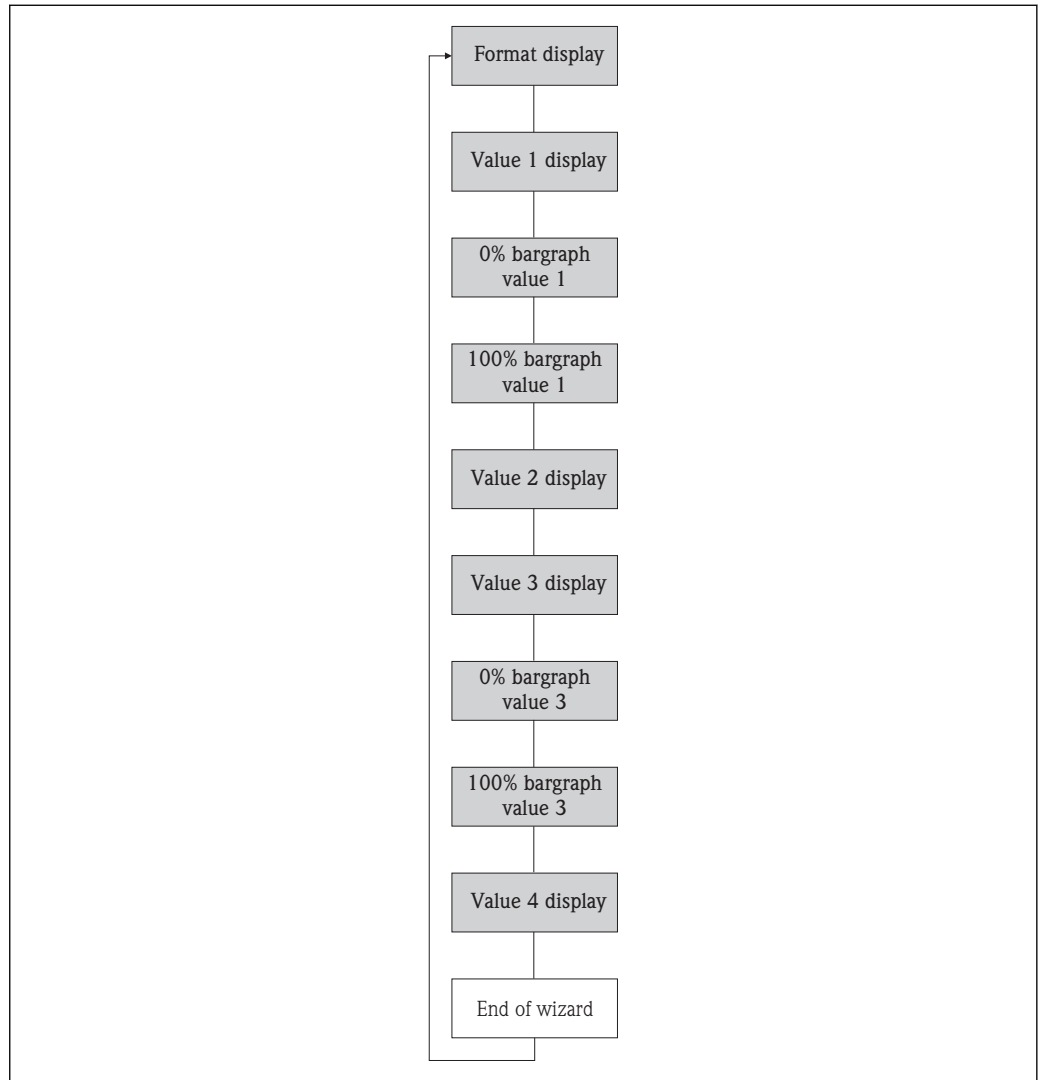 Format display
Value 1 display
0% bargraph
value 1
100% bargraph
value 1
Value 2 display
Value 3 display
0% bargraph
value 3
100% bargraph
value 3
Value 4 display
End of wizard